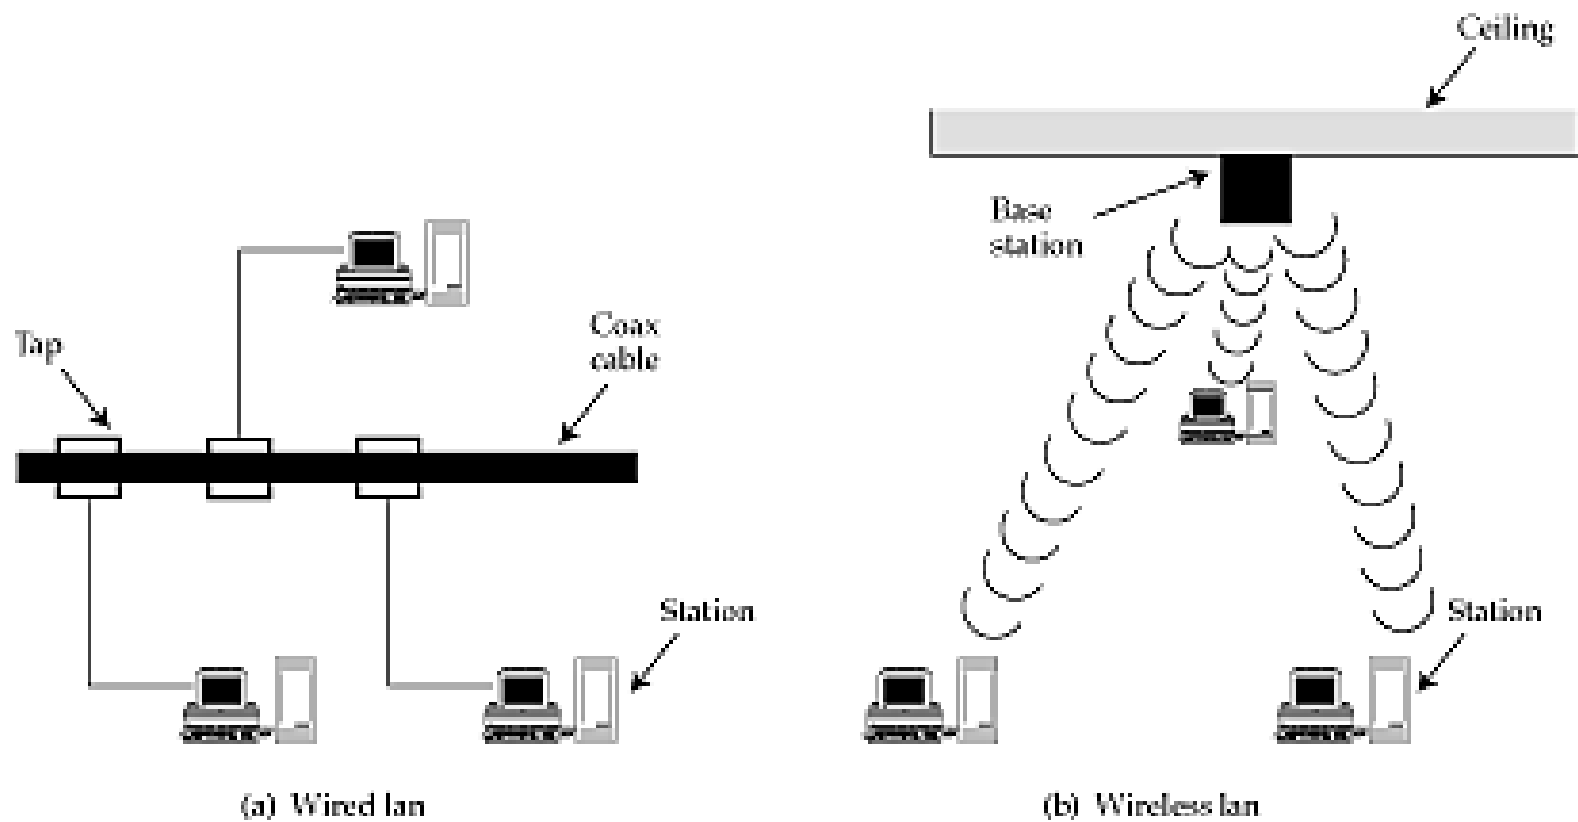 Ceiling
Base
station
Coax
cable
Tap
Station
Station
(a) Wired lan
(b) Wireless lan